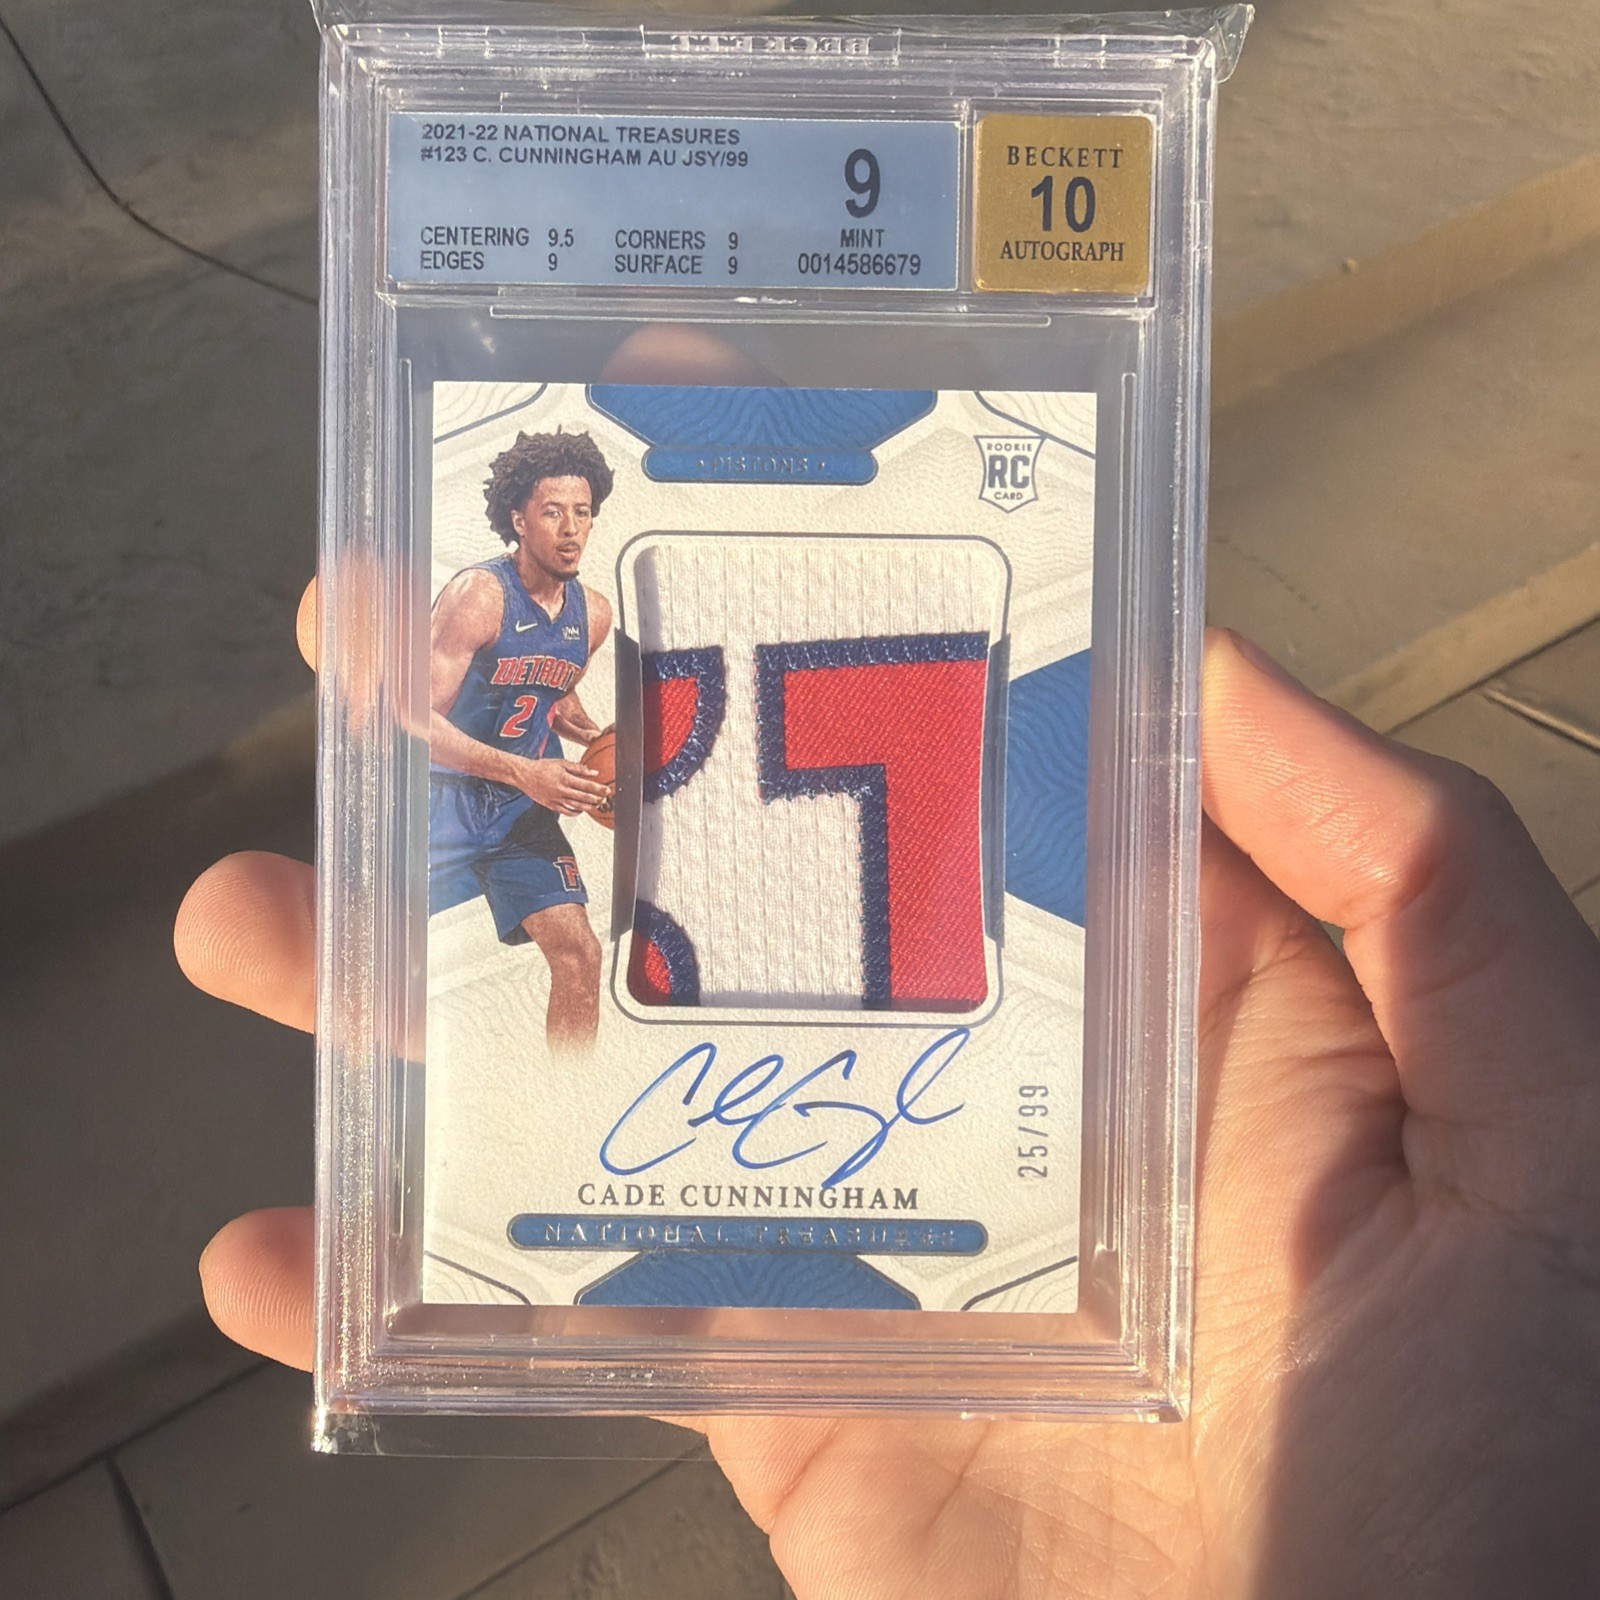 2021-22 NATIONAL TREASURES
#123 C. CUNNINGHAM AU JSY/99
9
MINT
0014586679
CENTERING 9.5 CORNERS 9
EDGES 9 SURFACE 9
BECKETT
10
AUTOGRAPH
• PISTONS •
ROOKIE
RC
CARD
DETROIT
2
25/99
CADE CUNNINGHAM
NATIONAL TREASURES